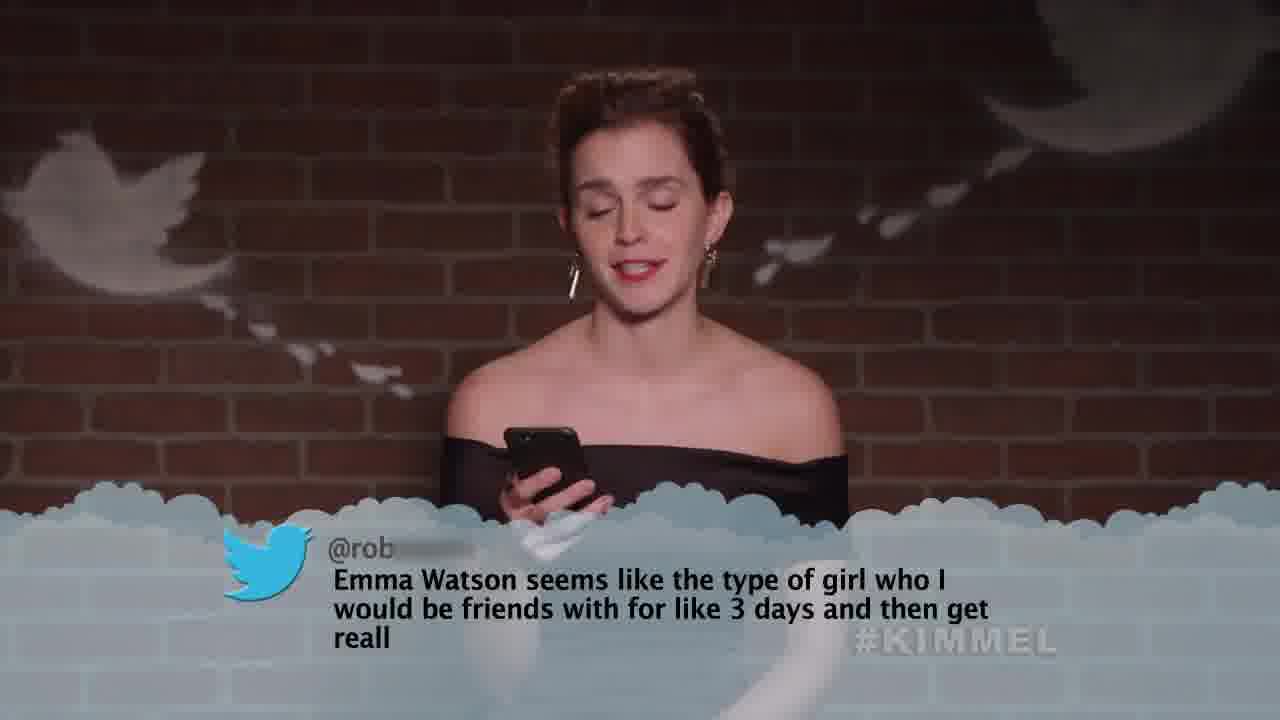 @rob
Emma Watson seems like the type of girl who I
would be friends with for like 3 days and then get
reall
#KIMMEL